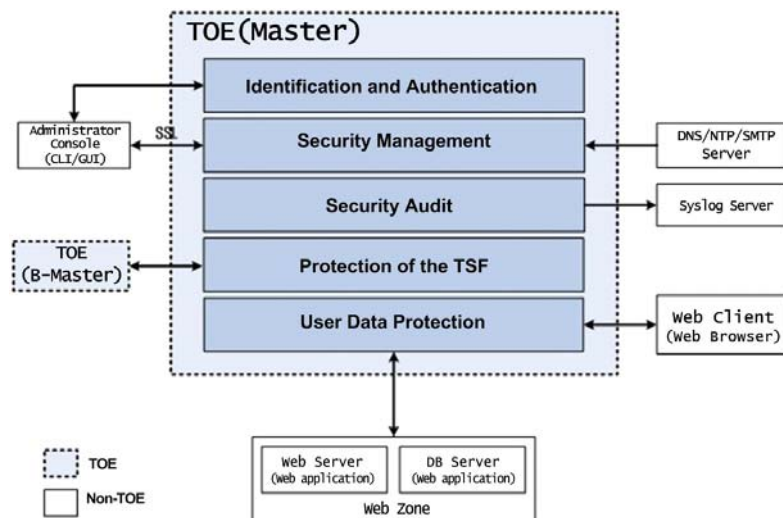 TOE(Master)
Identification and Authentication
Administrator
Console
(CLI/GUI)
SSL
Security Management
DNS/NTP/SMTP
Server
Security Audit
Syslog Server
TOE
(B-Master)
Protection of the TSF
User Data Protection
Web Client
(Web Browser)
Web Server
(Web application)
DB Server
(Web application)
Web Zone
TOE
Non-TOE